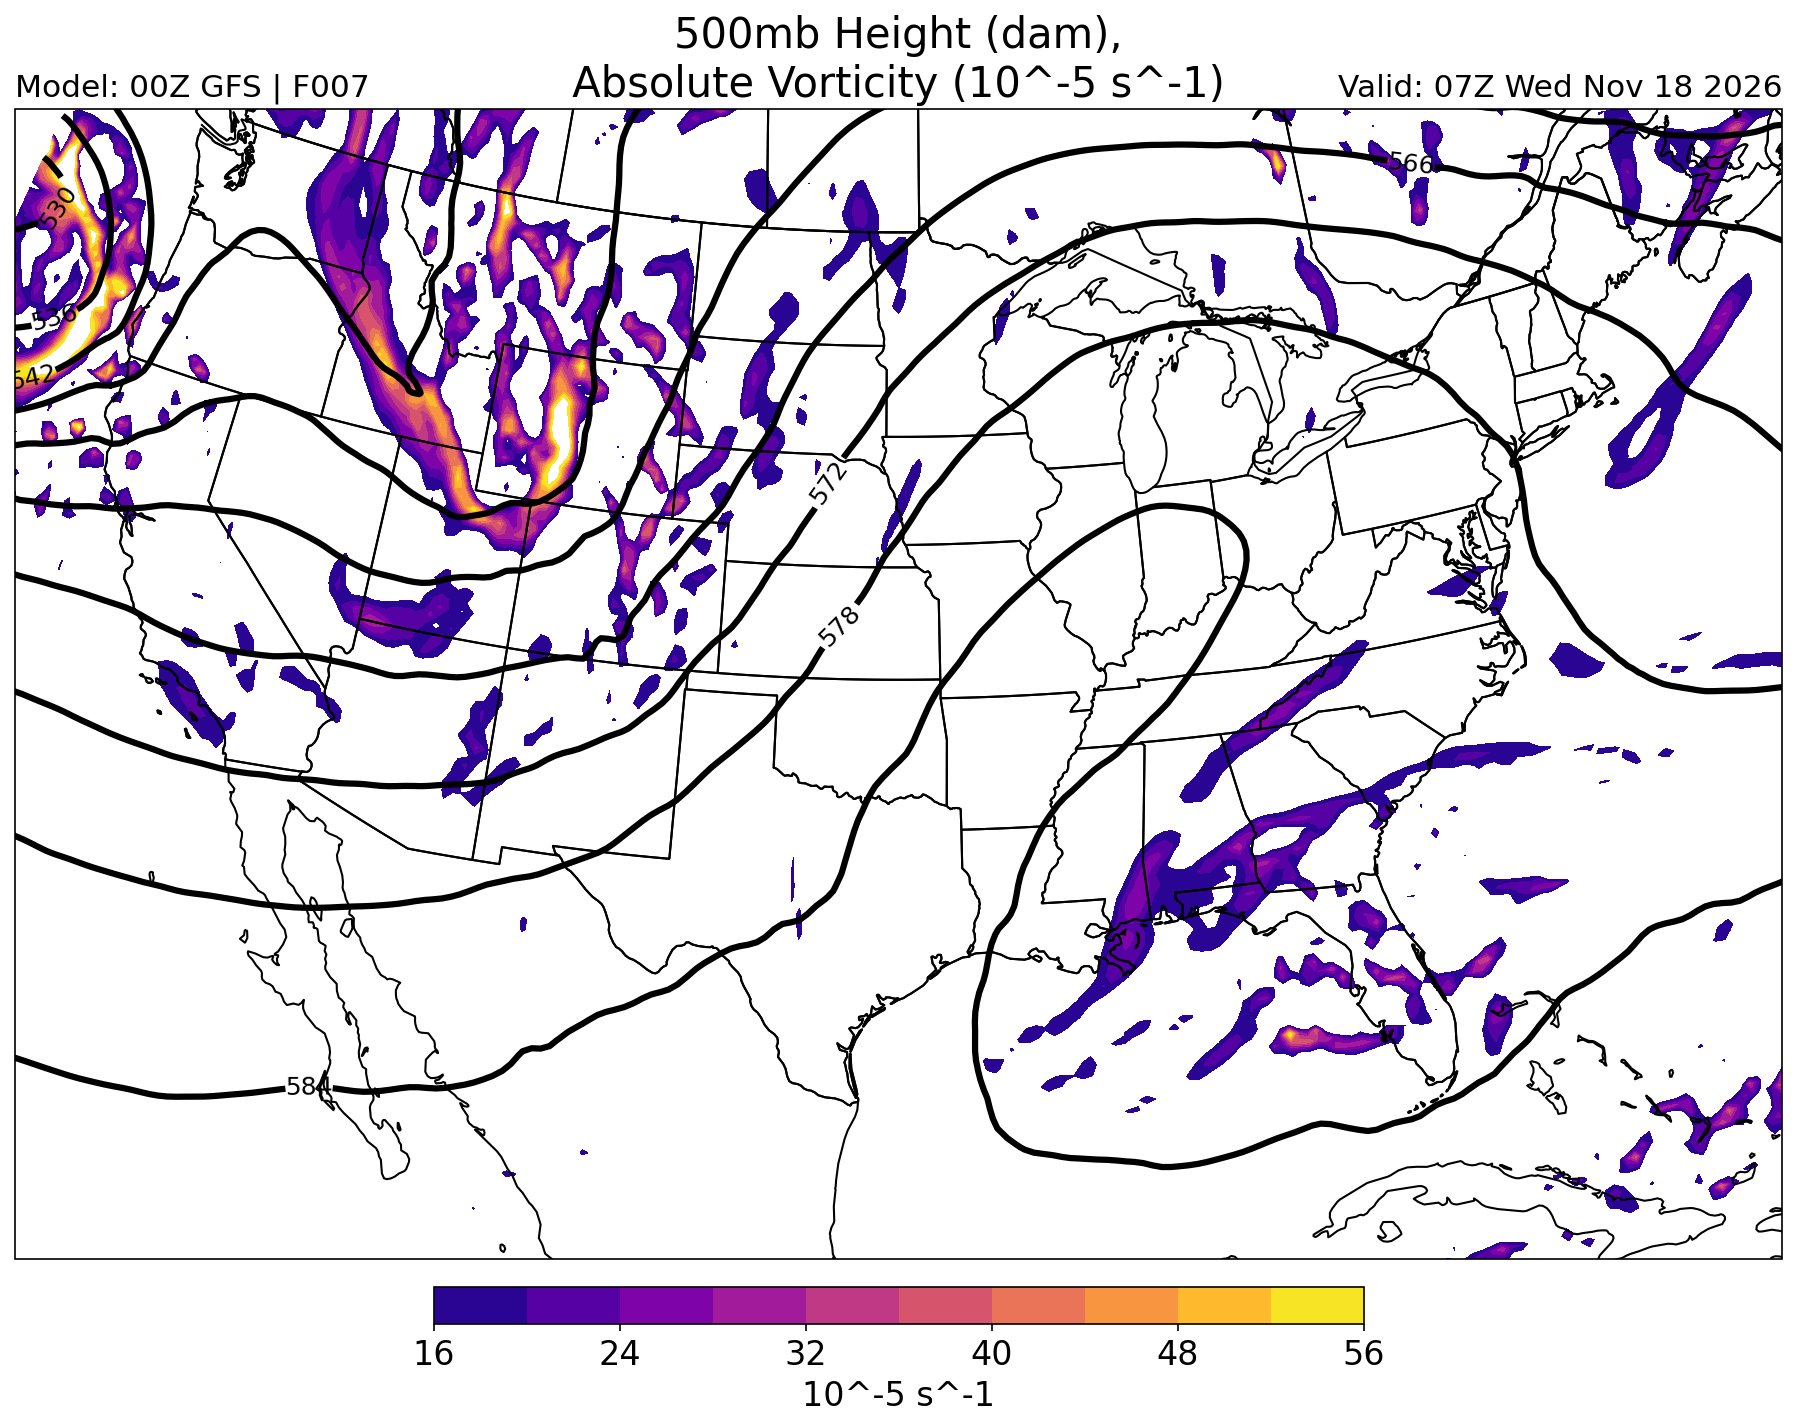 500mb Height (dam),
Model: 00Z GFS | F007
Absolute Vorticity (10^-5 s^-1)
Valid: 07Z Wed Nov 18 2026
566
530
536
542
572
578
584
16 24 32 40 48 56
10^-5 s^-1